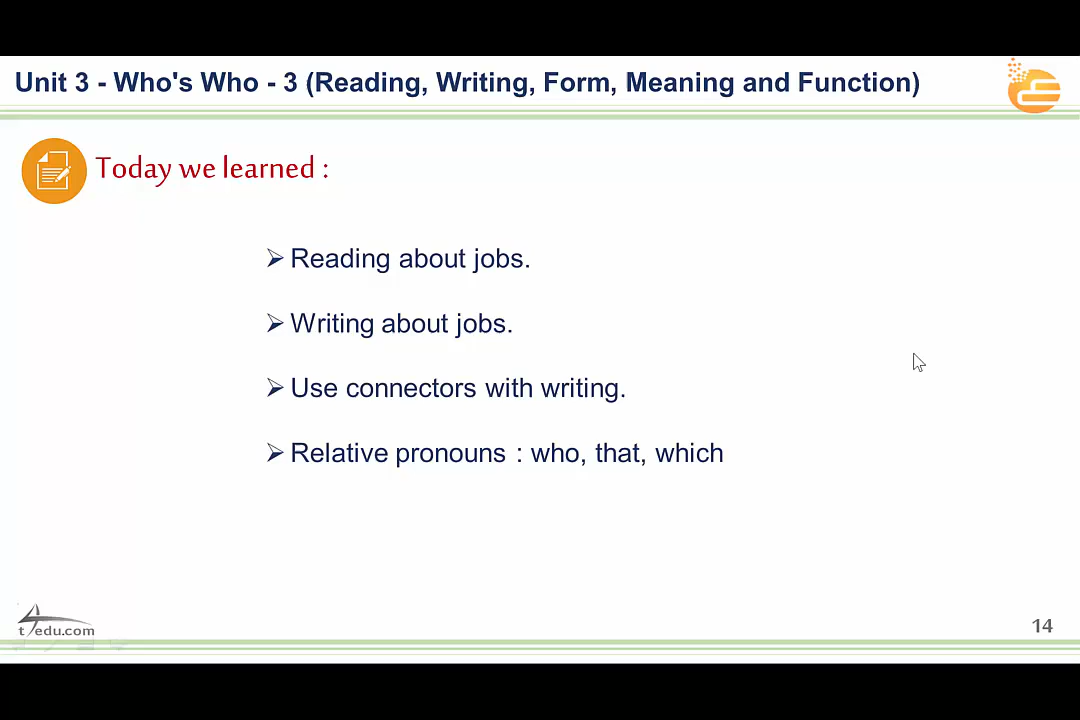 Unit 3 - Who's Who - 3 (Reading, Writing, Form, Meaning and Function)
Today we learned :
➢ Reading about jobs.
➢ Writing about jobs.
➢ Use connectors with writing.
➢ Relative pronouns : who, that, which
t4edu.com
14